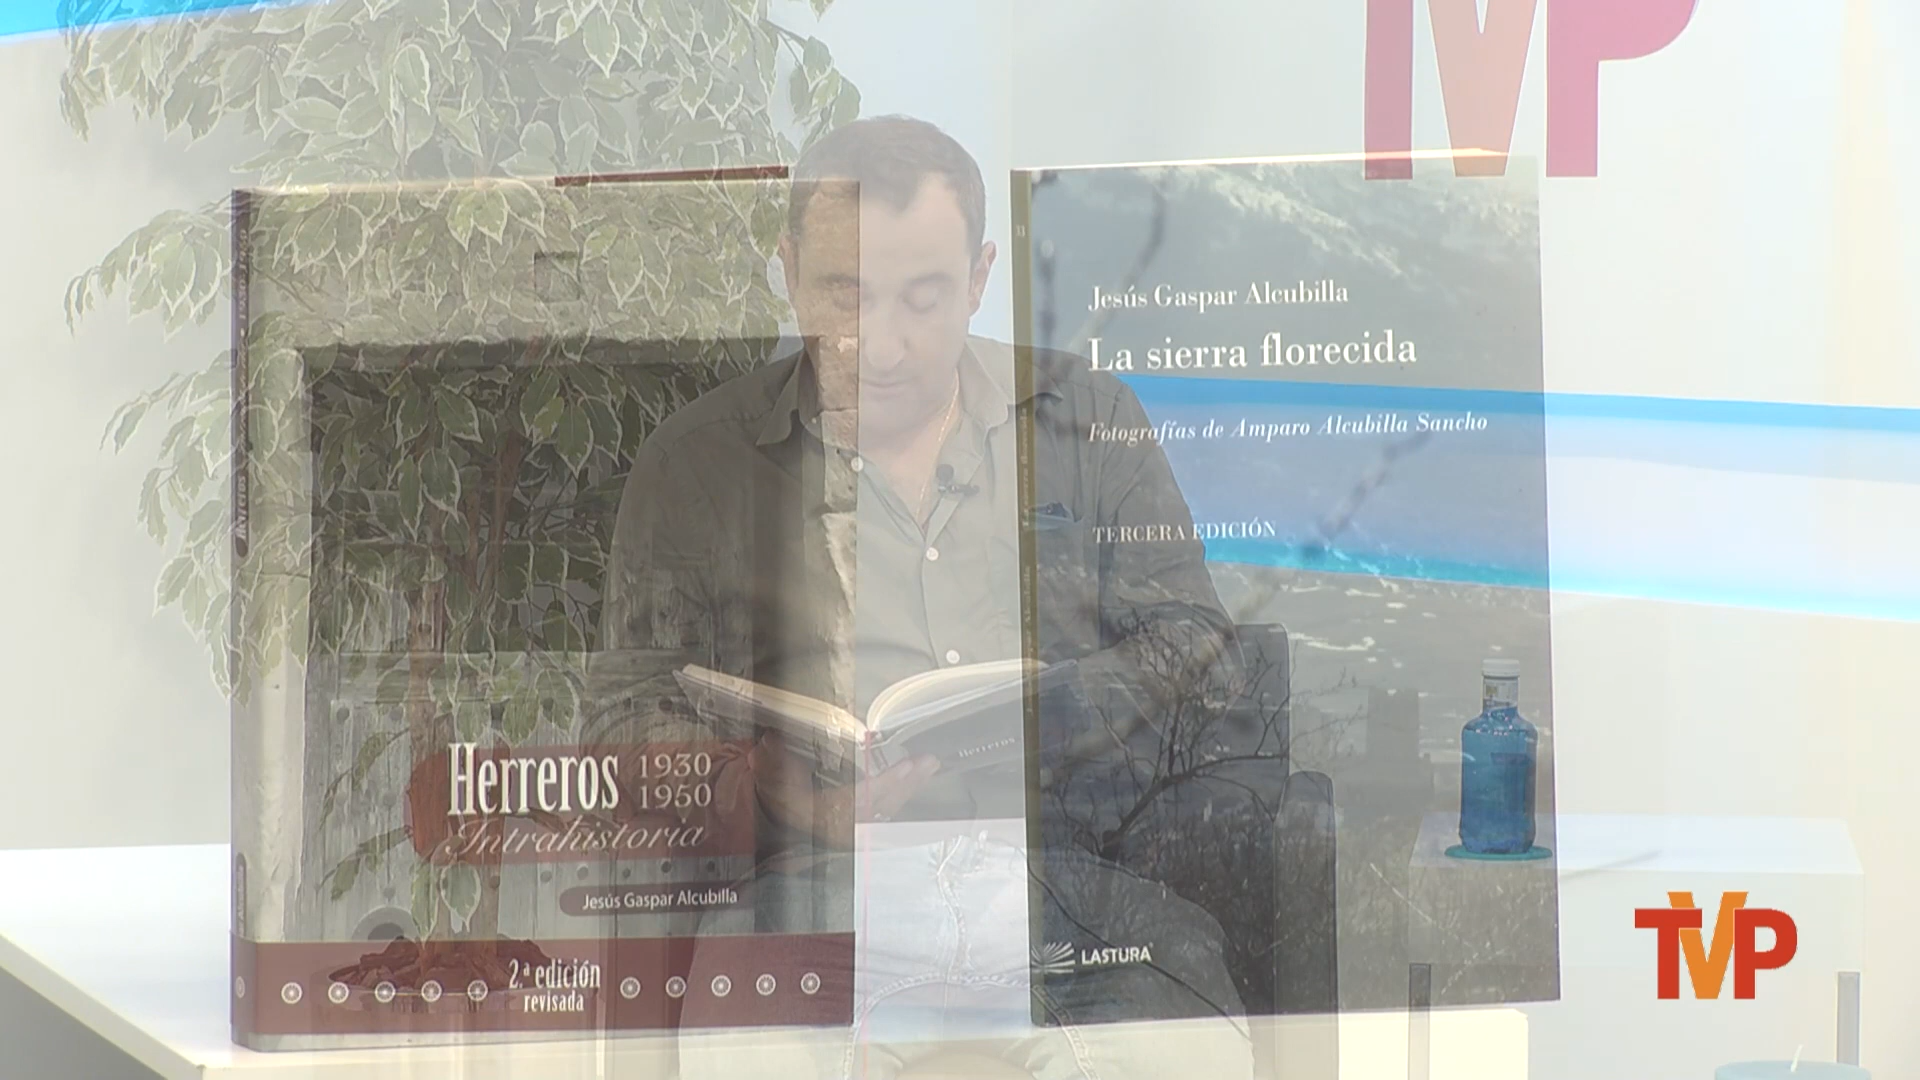 TVP
Herreros 1930
1950
Intrahistoria
Jesús Gaspar Alcubilla
2.ª edición
revisada
Jesús Gaspar Alcubilla
La sierra florecida
Fotografías de Amparo Alcubilla Sancho
TERCERA EDICIÓN
LASTURA
Herreros
TVP